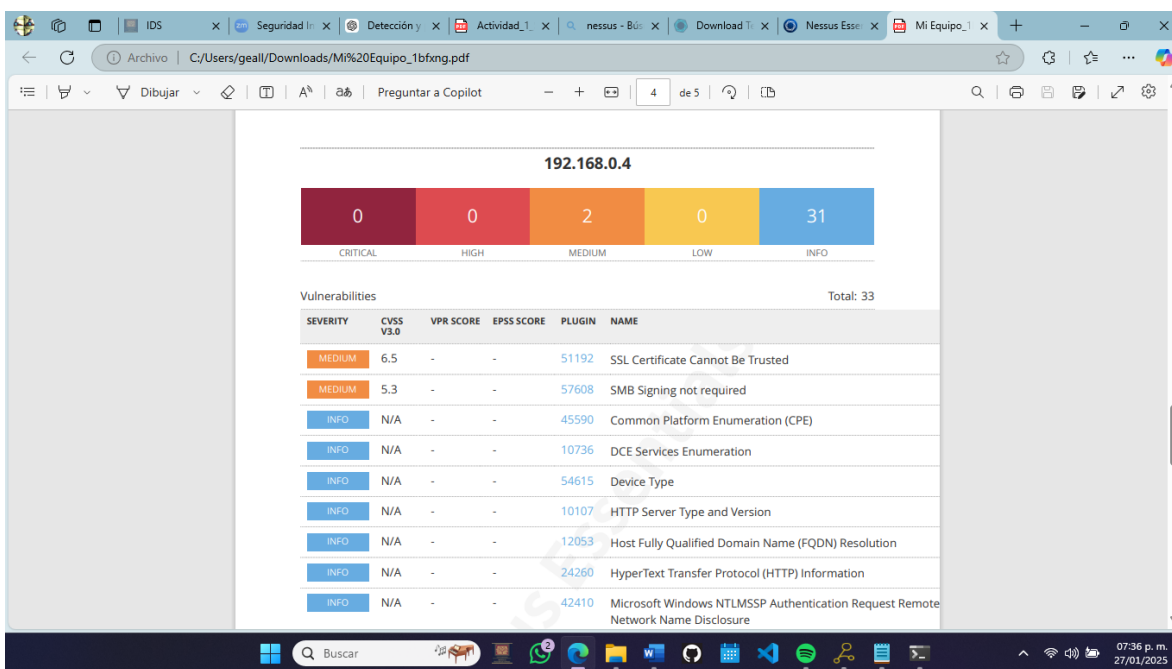 IDS
Seguridad In
Detección y
Actividad_1_
nessus - Bús
Download Te
Nessus Esse
Mi Equipo_1
Archivo C:/Users/geall/Downloads/Mi%20Equipo_1bfxng.pdf
Dibujar Preguntar a Copilot 4 de 5
192.168.0.4
0 0 2 0 31
CRITICAL HIGH MEDIUM LOW INFO
Vulnerabilities Total: 33
SEVERITY CVSS V3.0 VPR SCORE EPSS SCORE PLUGIN NAME
MEDIUM 6.5 - - 51192 SSL Certificate Cannot Be Trusted
MEDIUM 5.3 - - 57608 SMB Signing not required
INFO N/A - - 45590 Common Platform Enumeration (CPE)
INFO N/A - - 10736 DCE Services Enumeration
INFO N/A - - 54615 Device Type
INFO N/A - - 10107 HTTP Server Type and Version
INFO N/A - - 12053 Host Fully Qualified Domain Name (FQDN) Resolution
INFO N/A - - 24260 HyperText Transfer Protocol (HTTP) Information
INFO N/A - - 42410 Microsoft Windows NTLMSSP Authentication Request Remote
Network Name Disclosure
Buscar
2
07:36 p. m.
27/01/2025